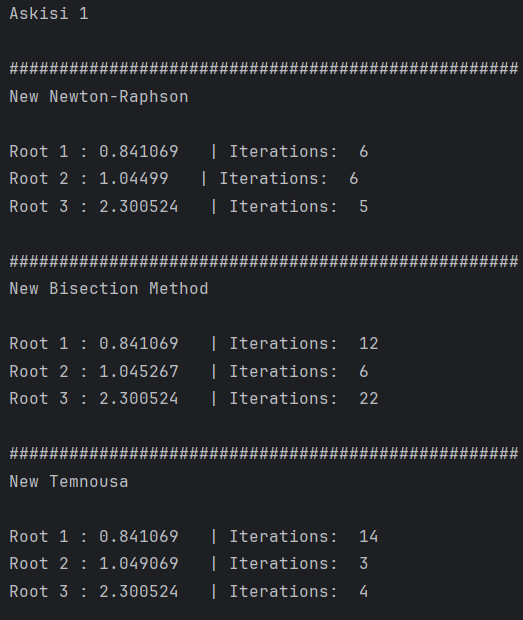 Askisi 1
###################################################
New Newton-Raphson
Root 1 : 0.841069   | Iterations:  6
Root 2 : 1.04499   | Iterations:  6
Root 3 : 2.300524   | Iterations:  5
###################################################
New Bisection Method
Root 1 : 0.841069   | Iterations:  12
Root 2 : 1.045267   | Iterations:  6
Root 3 : 2.300524   | Iterations:  22
###################################################
New Temnousa
Root 1 : 0.841069   | Iterations:  14
Root 2 : 1.049069   | Iterations:  3
Root 3 : 2.300524   | Iterations:  4